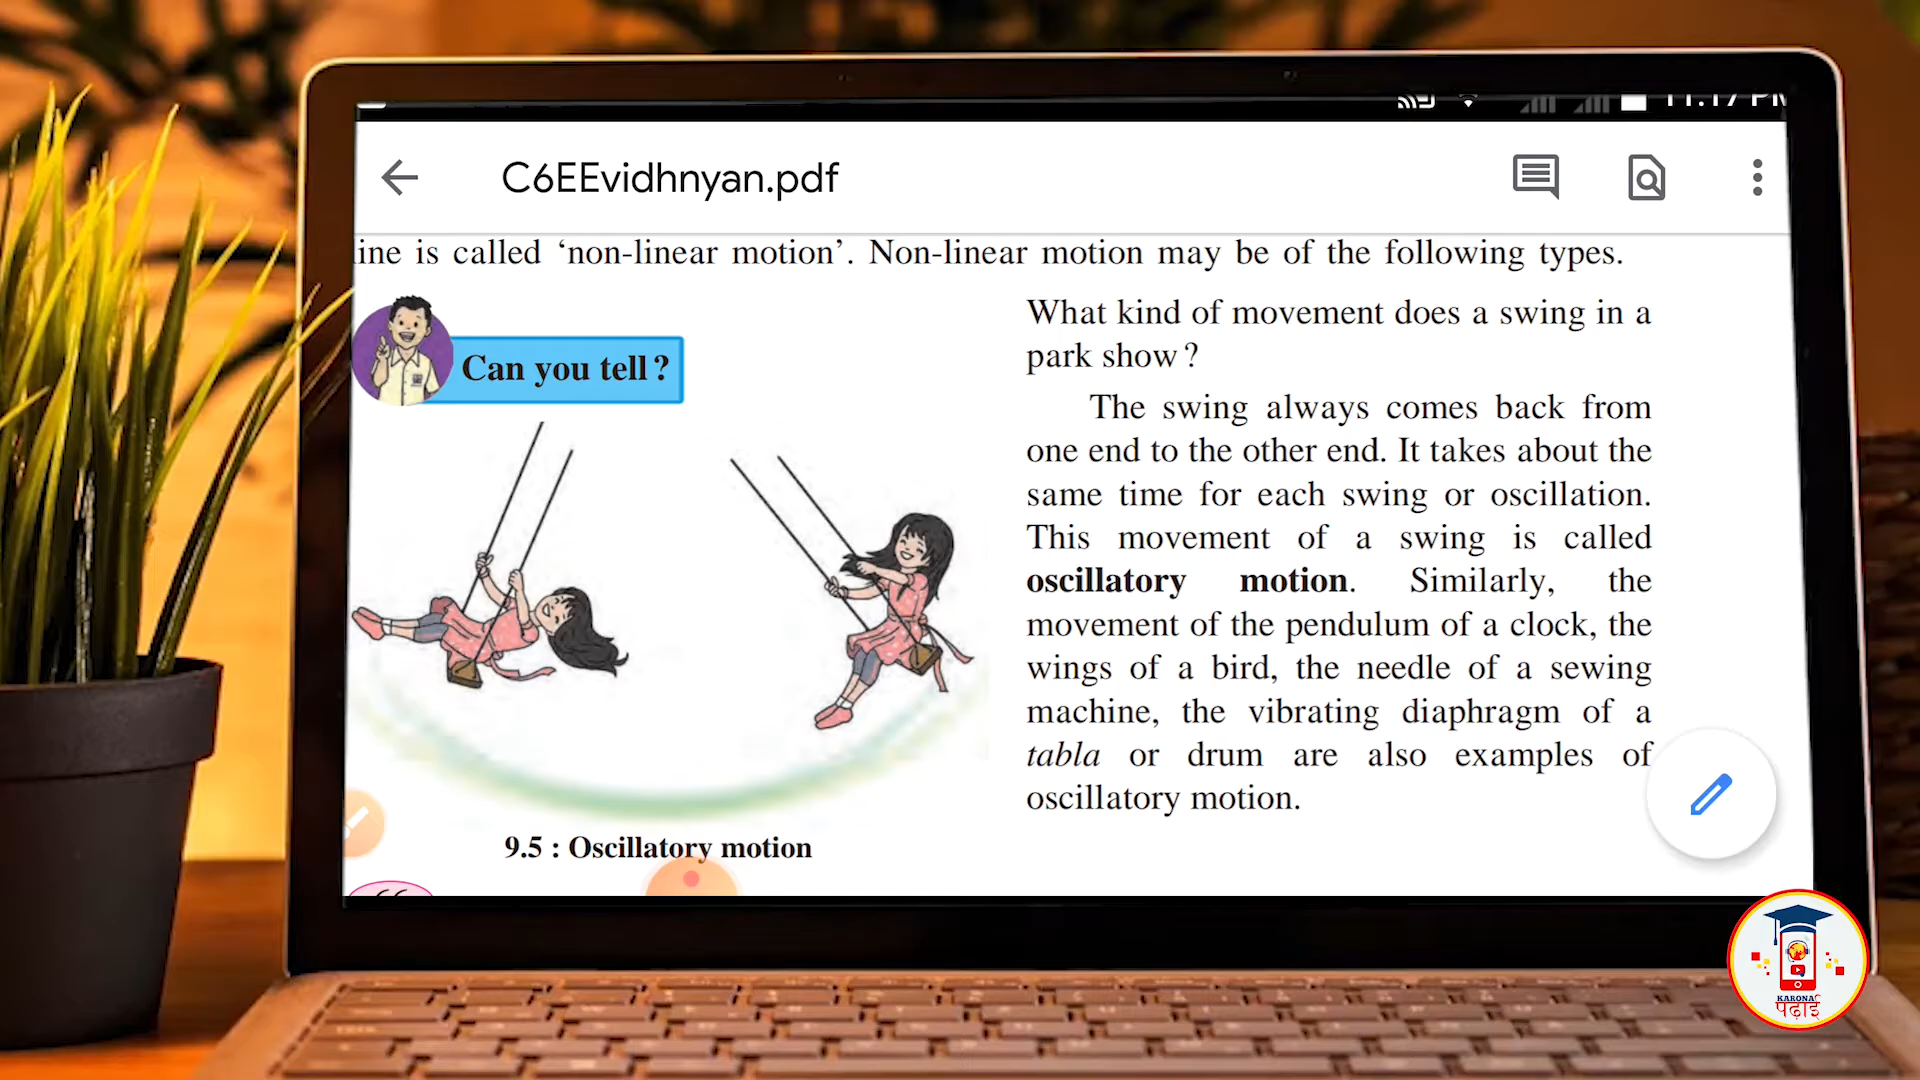 11:17 PM
C6EEvidhnyan.pdf
line is called ‘non-linear motion’. Non-linear motion may be of the following types.
Can you tell ?
What kind of movement does a swing in a
park show ?
The swing always comes back from
one end to the other end. It takes about the
same time for each swing or oscillation.
This movement of a swing is called
oscillatory motion. Similarly, the
movement of the pendulum of a clock, the
wings of a bird, the needle of a sewing
machine, the vibrating diaphragm of a
tabla or drum are also examples of
oscillatory motion.
9.5 : Oscillatory motion
KARONA
पढ़ाई